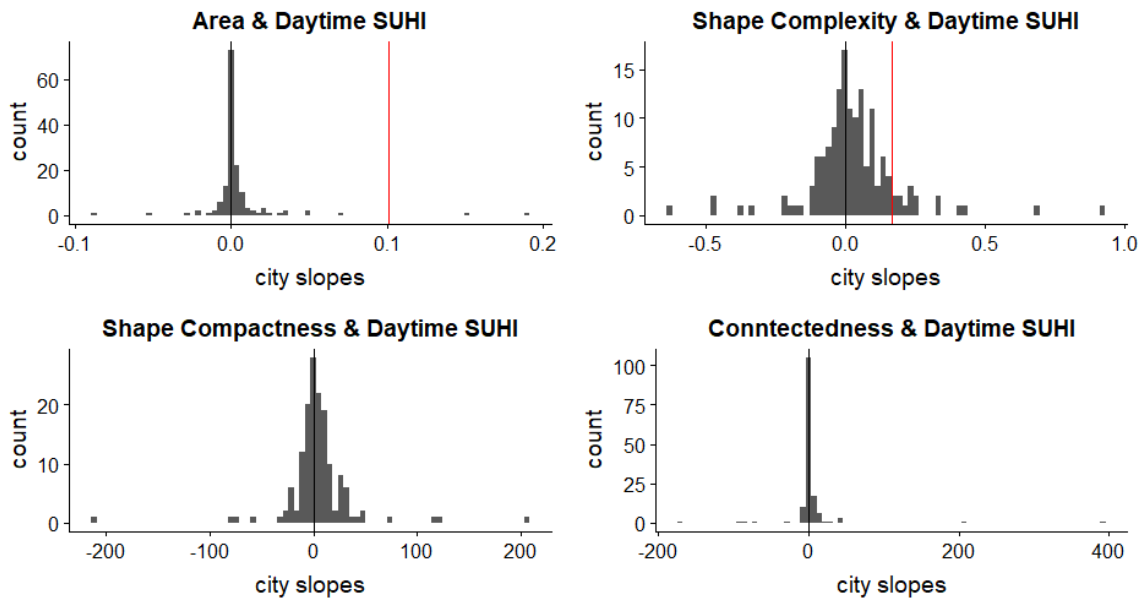 Area & Daytime SUHI
count
60
40
20
0
-0.1
0.0
0.1
0.2
city slopes
Shape Complexity & Daytime SUHI
count
15
10
5
0
-0.5
0.0
0.5
1.0
city slopes
Shape Compactness & Daytime SUHI
count
20
10
0
-200
-100
0
100
200
city slopes
Conntectedness & Daytime SUHI
count
100
75
50
25
0
-200
0
200
400
city slopes